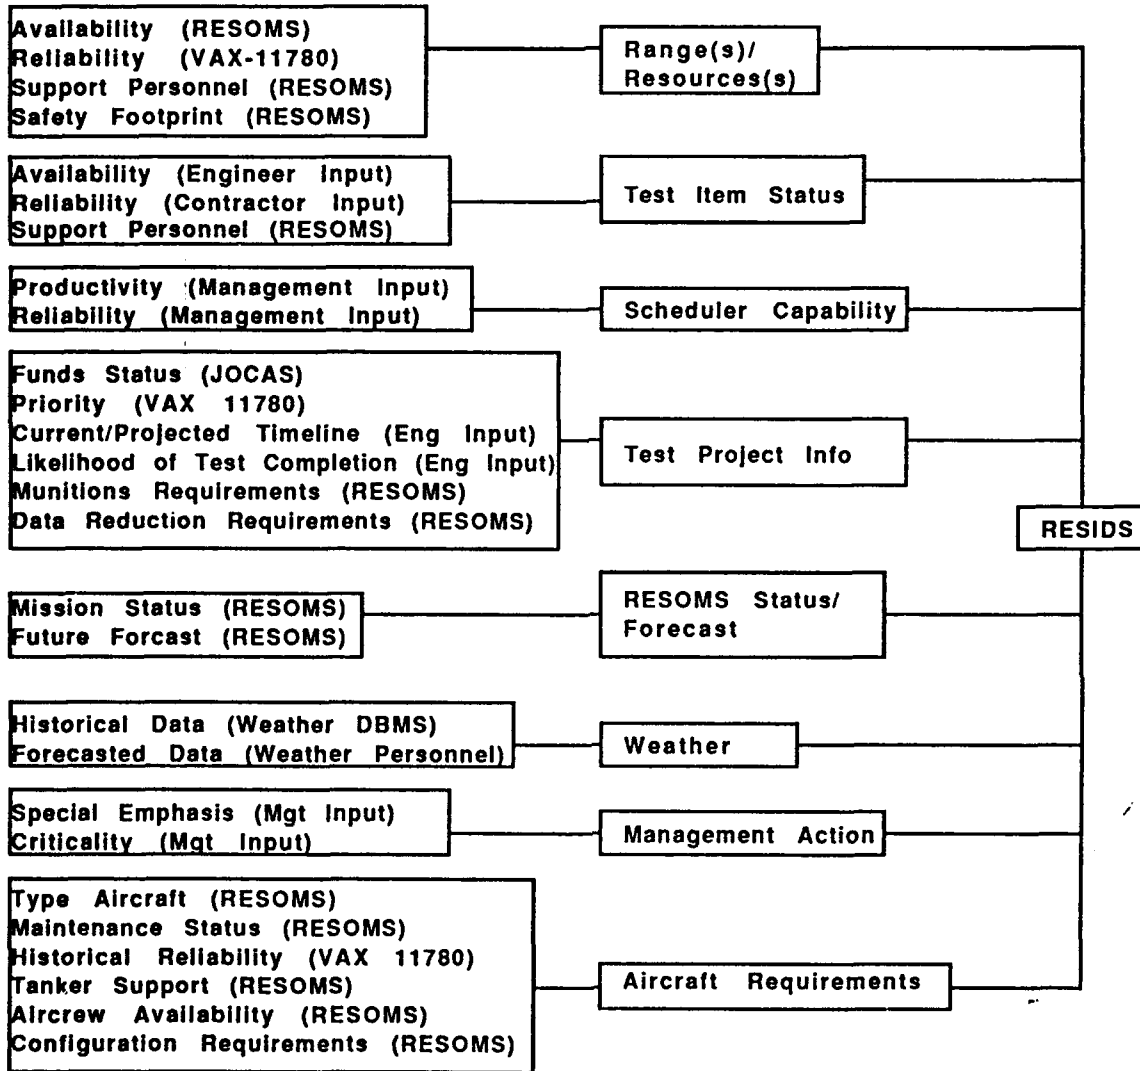 Availability (RESOMS)
Reliability (VAX-11780)
Support Personnel (RESOMS)
Safety Footprint (RESOMS)
Range(s)/
Resources(s)
Availability (Engineer Input)
Reliability (Contractor Input)
Support Personnel (RESOMS)
Test Item Status
Productivity (Management Input)
Reliability (Management Input)
Scheduler Capability
Funds Status (JOCAS)
Priority (VAX 11780)
Current/Projected Timeline (Eng Input)
Likelihood of Test Completion (Eng Input)
Munitions Requirements (RESOMS)
Data Reduction Requirements (RESOMS)
Test Project Info
RESIDS
Mission Status (RESOMS)
Future Forcast (RESOMS)
RESOMS Status/
Forecast
Historical Data (Weather DBMS)
Forecasted Data (Weather Personnel)
Weather
Special Emphasis (Mgt Input)
Criticality (Mgt Input)
Management Action
Type Aircraft (RESOMS)
Maintenance Status (RESOMS)
Historical Reliability (VAX 11780)
Tanker Support (RESOMS)
Aircrew Availability (RESOMS)
Configuration Requirements (RESOMS)
Aircraft Requirements